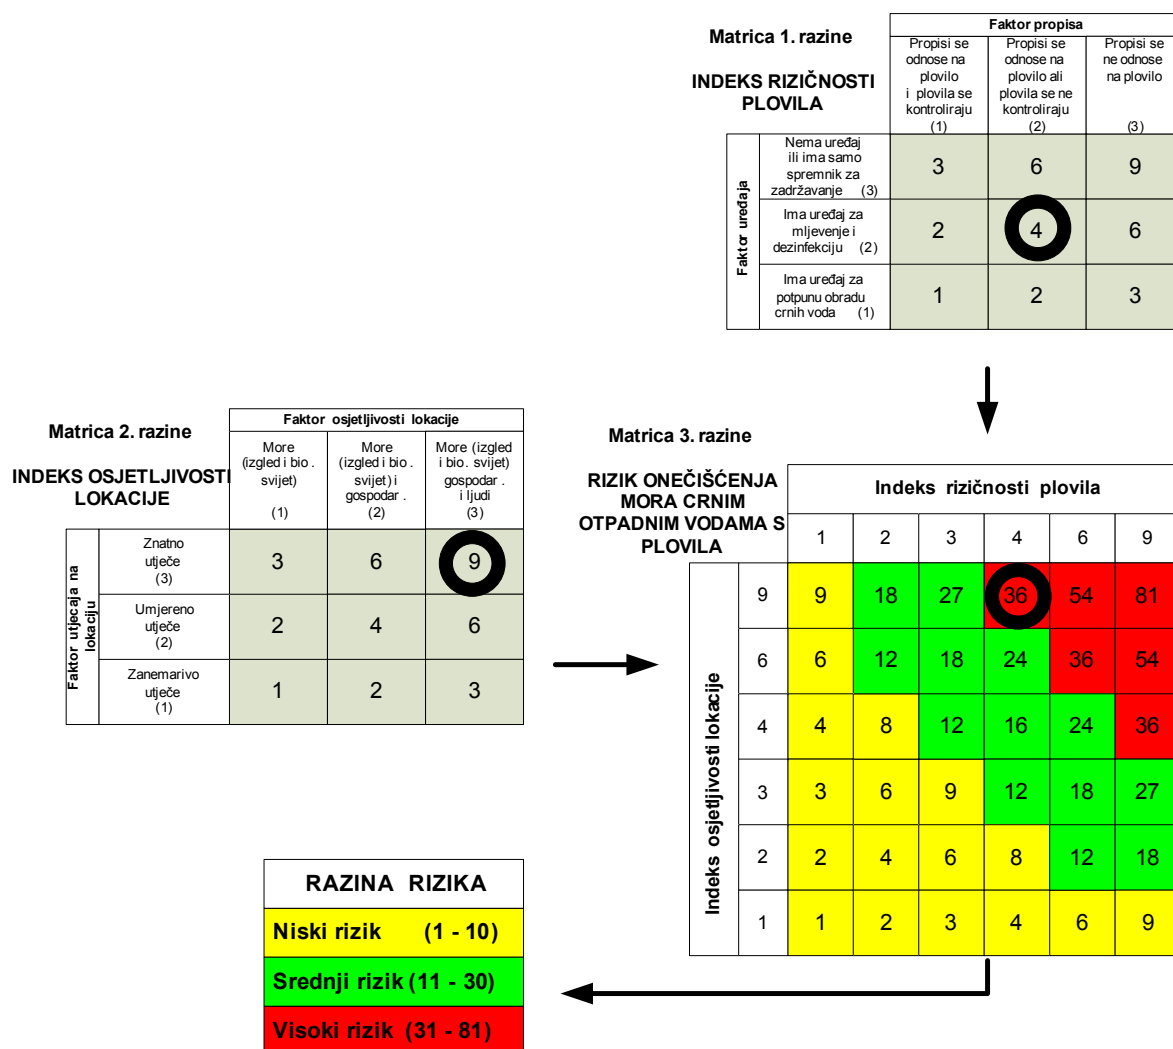 Matrica 1. razine
INDEKS RIZIČNOSTI
PLOVILA
Faktor propisa
Propisi se
odnose na
plovilo
i plovila se
kontroliraju
(1)
Propisi se
odnose na
plovilo ali
plovila se ne
kontroliraju
(2)
Propisi se
ne odnose
na plovilo
(3)
Faktor uređaja
Nema uređaj
ili ima samo
spremnik za
zadržavanje (3)
3 6 9
Ima uređaj za
mljevenje i
dezinfekciju (2)
2 4 6
Ima uređaj za
potpunu obradu
crnih voda (1)
1 2 3
Matrica 2. razine
INDEKS OSJETLJIVOSTI
LOKACIJE
Faktor osjetljivosti lokacije
More
(izgled i bio.
svijet)
(1)
More
(izgled i bio.
svijet) i
gospodar.
(2)
More (izgled
i bio. svijet)
gospodar.
i ljudi
(3)
Faktor utjecaja na
lokaciju
Znatno
utječe
(3)
3 6 9
Umjereno
utječe
(2)
2 4 6
Zanemarivo
utječe
(1)
1 2 3
Matrica 3. razine
RIZIK ONEČIŠĆENJA
MORA CRNIM
OTPADNIM VODAMA S
PLOVILA
Indeks rizičnosti plovila
1 2 3 4 6 9
Indeks osjetljivosti lokacije
9 9 18 27 36 54 81
6 6 12 18 24 36 54
4 4 8 12 16 24 36
3 3 6 9 12 18 27
2 2 4 6 8 12 18
1 1 2 3 4 6 9
RAZINA RIZIKA
Niski rizik (1 - 10)
Srednji rizik (11 - 30)
Visoki rizik (31 - 81)